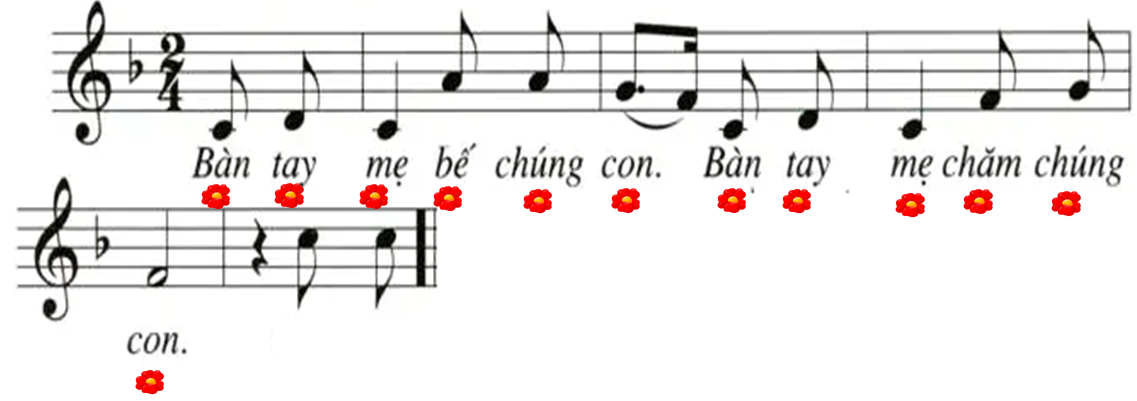 2
4
Bàn tay mẹ bế chúng con. Bàn tay mẹ chăm chúng
con.